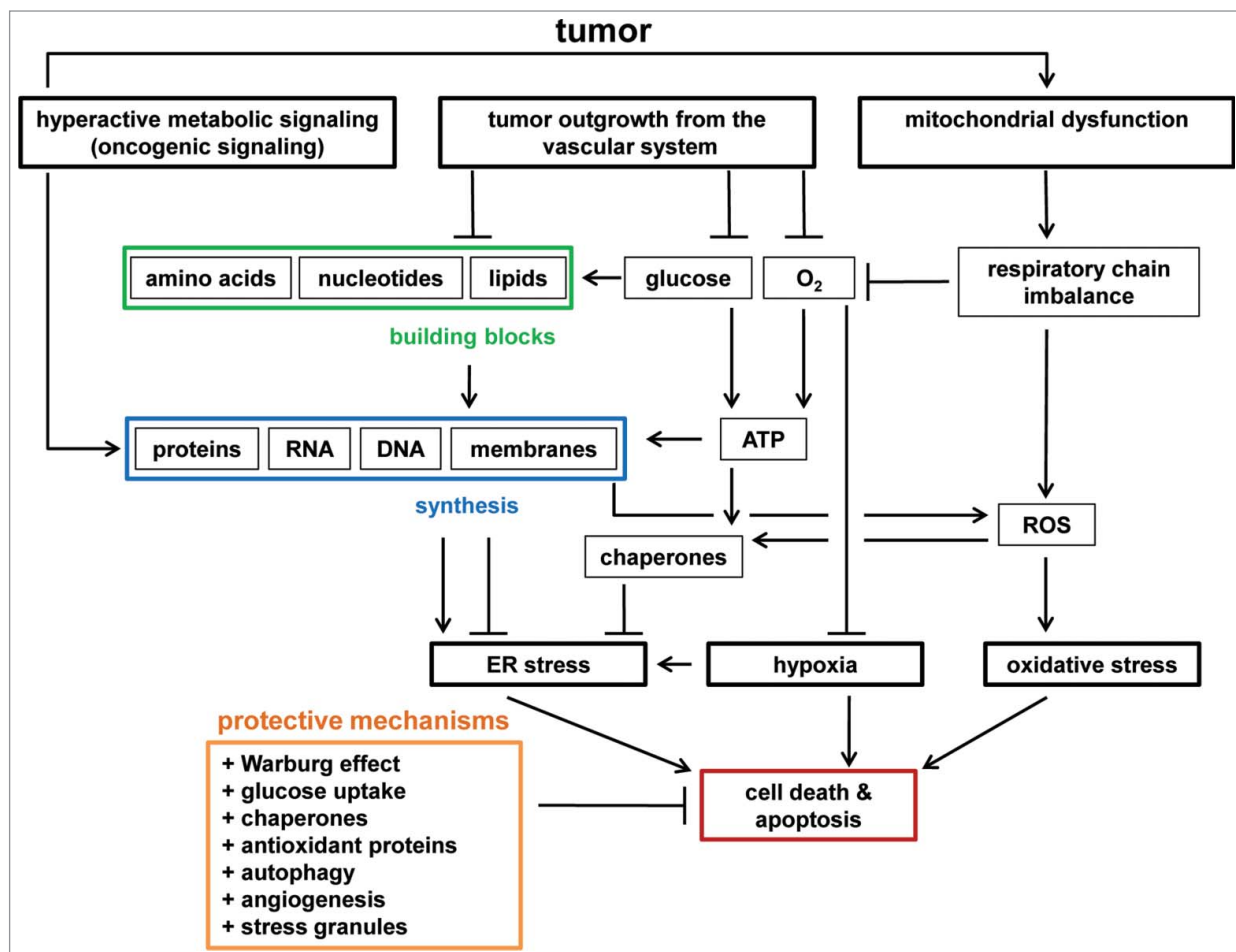 tumor
hyperactive metabolic signaling
(oncogenic signaling)
tumor outgrowth from the
vascular system
mitochondrial dysfunction
amino acids
nucleotides
lipids
glucose
O₂
respiratory chain
imbalance
building blocks
proteins
RNA
DNA
membranes
ATP
synthesis
ROS
chaperones
ER stress
hypoxia
oxidative stress
protective mechanisms
+ Warburg effect
+ glucose uptake
+ chaperones
+ antioxidant proteins
+ autophagy
+ angiogenesis
+ stress granules
cell death &
apoptosis